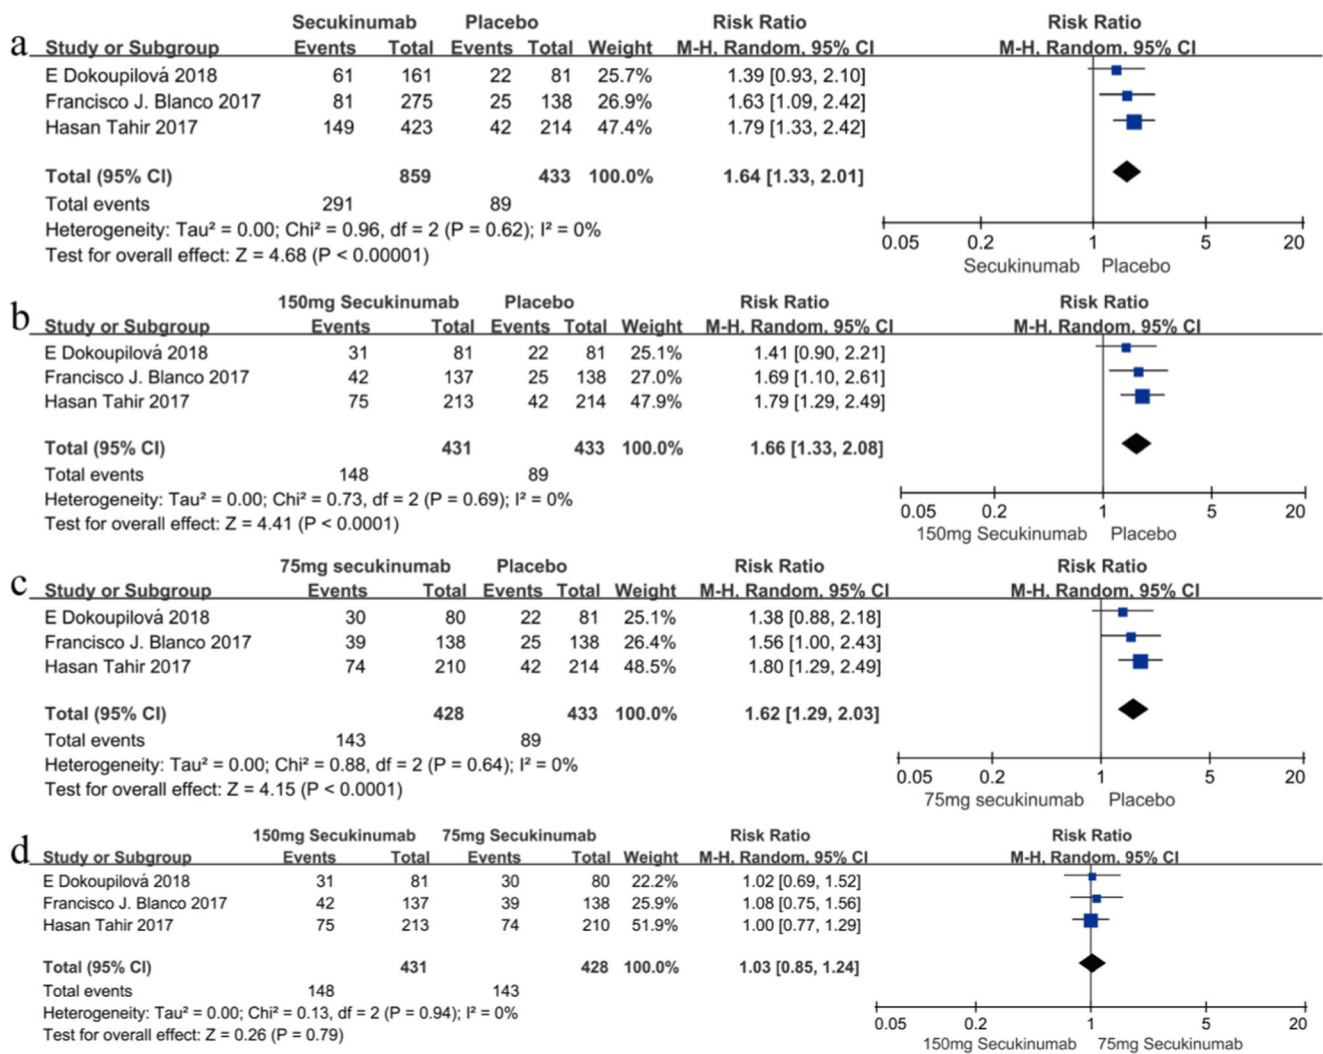 a
Secukinumab Placebo Risk Ratio Risk Ratio
Study or Subgroup Events Total Events Total Weight M-H, Random, 95% CI M-H, Random, 95% CI
E Dokoupilová 2018 61 161 22 81 25.7% 1.39 [0.93, 2.10]
Francisco J. Blanco 2017 81 275 25 138 26.9% 1.63 [1.09, 2.42]
Hasan Tahir 2017 149 423 42 214 47.4% 1.79 [1.33, 2.42]
Total (95% CI) 859 433 100.0% 1.64 [1.33, 2.01]
Total events 291 89
Heterogeneity: Tau² = 0.00; Chi² = 0.96, df = 2 (P = 0.62); I² = 0%
Test for overall effect: Z = 4.68 (P < 0.00001)
0.05 0.2 1 5 20
Secukinumab Placebo
b
150mg Secukinumab Placebo Risk Ratio Risk Ratio
Study or Subgroup Events Total Events Total Weight M-H, Random, 95% CI M-H, Random, 95% CI
E Dokoupilová 2018 31 81 22 81 25.1% 1.41 [0.90, 2.21]
Francisco J. Blanco 2017 42 137 25 138 27.0% 1.69 [1.10, 2.61]
Hasan Tahir 2017 75 213 42 214 47.9% 1.79 [1.29, 2.49]
Total (95% CI) 431 433 100.0% 1.66 [1.33, 2.08]
Total events 148 89
Heterogeneity: Tau² = 0.00; Chi² = 0.73, df = 2 (P = 0.69); I² = 0%
Test for overall effect: Z = 4.41 (P < 0.0001)
0.05 0.2 1 5 20
150mg Secukinumab Placebo
c
75mg secukinumab Placebo Risk Ratio Risk Ratio
Study or Subgroup Events Total Events Total Weight M-H, Random, 95% CI M-H, Random, 95% CI
E Dokoupilová 2018 30 80 22 81 25.1% 1.38 [0.88, 2.18]
Francisco J. Blanco 2017 39 138 25 138 26.4% 1.56 [1.00, 2.43]
Hasan Tahir 2017 74 210 42 214 48.5% 1.80 [1.29, 2.49]
Total (95% CI) 428 433 100.0% 1.62 [1.29, 2.03]
Total events 143 89
Heterogeneity: Tau² = 0.00; Chi² = 0.88, df = 2 (P = 0.64); I² = 0%
Test for overall effect: Z = 4.15 (P < 0.0001)
0.05 0.2 1 5 20
75mg secukinumab Placebo
d
150mg Secukinumab 75mg Secukinumab Risk Ratio Risk Ratio
Study or Subgroup Events Total Events Total Weight M-H, Random, 95% CI M-H, Random, 95% CI
E Dokoupilová 2018 31 81 30 80 22.2% 1.02 [0.69, 1.52]
Francisco J. Blanco 2017 42 137 39 138 25.9% 1.08 [0.75, 1.56]
Hasan Tahir 2017 75 213 74 210 51.9% 1.00 [0.77, 1.29]
Total (95% CI) 431 428 100.0% 1.03 [0.85, 1.24]
Total events 148 143
Heterogeneity: Tau² = 0.00; Chi² = 0.13, df = 2 (P = 0.94); I² = 0%
Test for overall effect: Z = 0.26 (P = 0.79)
0.05 0.2 1 5 20
150mg Secukinumab 75mg Secukinumab